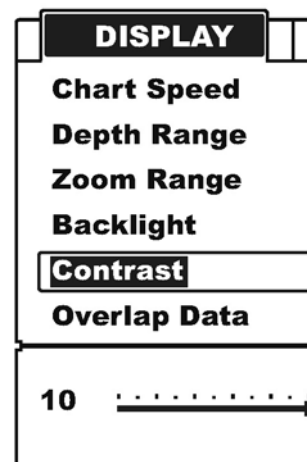 DISPLAY
Chart Speed
Depth Range
Zoom Range
Backlight
Contrast
Overlap Data
10